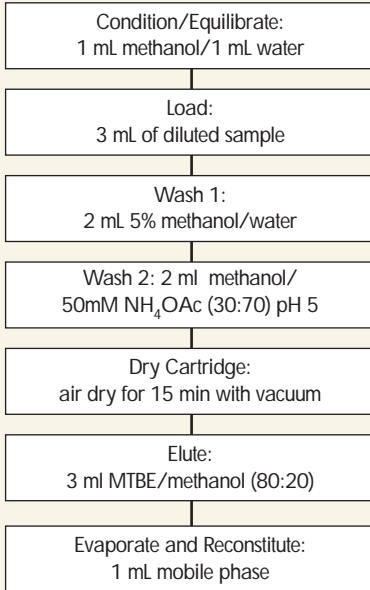 Condition/Equilibrate:
1 mL methanol/1 mL water
Load:
3 mL of diluted sample
Wash 1:
2 mL 5% methanol/water
Wash 2: 2 ml methanol/
50mM NH₄OAc (30:70) pH 5
Dry Cartridge:
air dry for 15 min with vacuum
Elute:
3 ml MTBE/methanol (80:20)
Evaporate and Reconstitute:
1 mL mobile phase